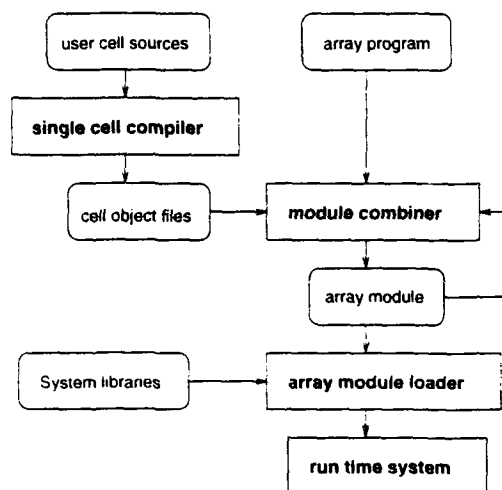 user cell sources
array program
single cell compiler
cell object files
module combiner
array module
System libraries
array module loader
run time system